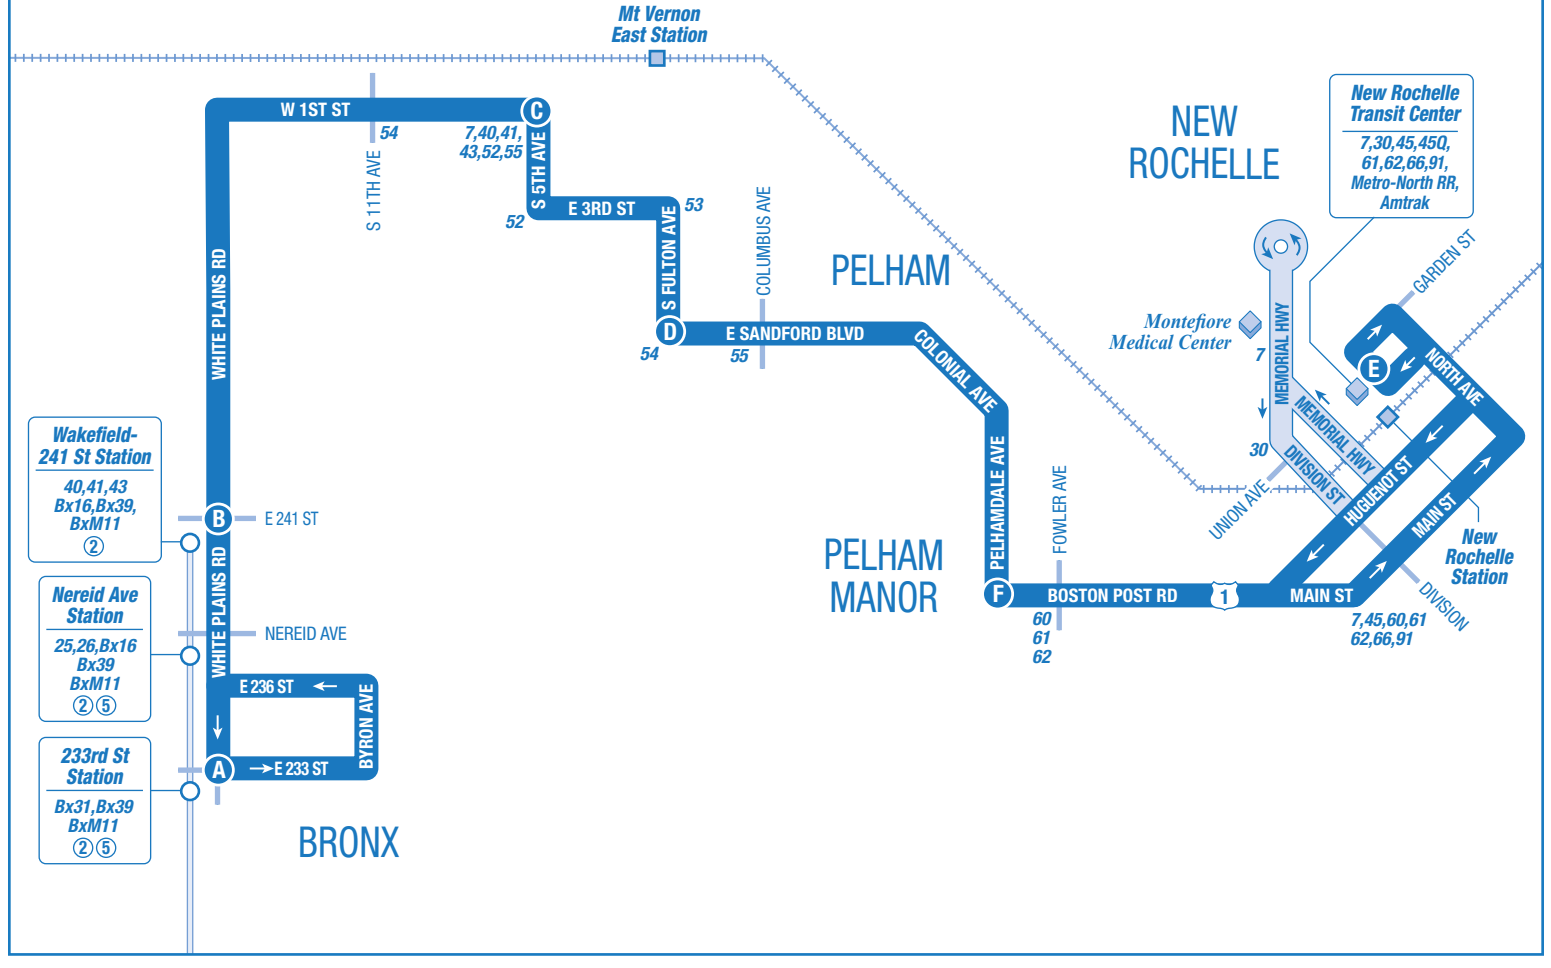 Mt Vernon
East Station
W 1ST ST
C
54
7,40,41,
43,52,55
S 11TH AVE
S 5TH AVE
52
E 3RD ST
53
S FULTON AVE
COLUMBUS AVE
WHITE PLAINS RD
D
54
E SANDFORD BLVD
55
PELHAM
COLONIAL AVE
PELHAMDALE AVE
NEW
ROCHELLE
New Rochelle
Transit Center
7,30,45,45Q,
61,62,66,91,
Metro-North RR,
Amtrak
GARDEN ST
Montefiore
Medical Center
7
MEMORIAL HWY
E
NORTH AVE
MEMORIAL HWY
30
DIVISION ST
UNION AVE
HUGUENOT ST
MAIN ST
New
Rochelle
Station
DIVISION
FOWLER AVE
PELHAM
MANOR
F
BOSTON POST RD
1
MAIN ST
60
61
62
7,45,60,61
62,66,91
Wakefield-
241 St Station
40,41,43
Bx16,Bx39,
BxM11
2
B
E 241 ST
WHITE PLAINS RD
Nereid Ave
Station
25,26,Bx16
Bx39
BxM11
2 5
NEREID AVE
E 236 ST
BYRON AVE
A
E 233 ST
233rd St
Station
Bx31,Bx39
BxM11
2 5
BRONX